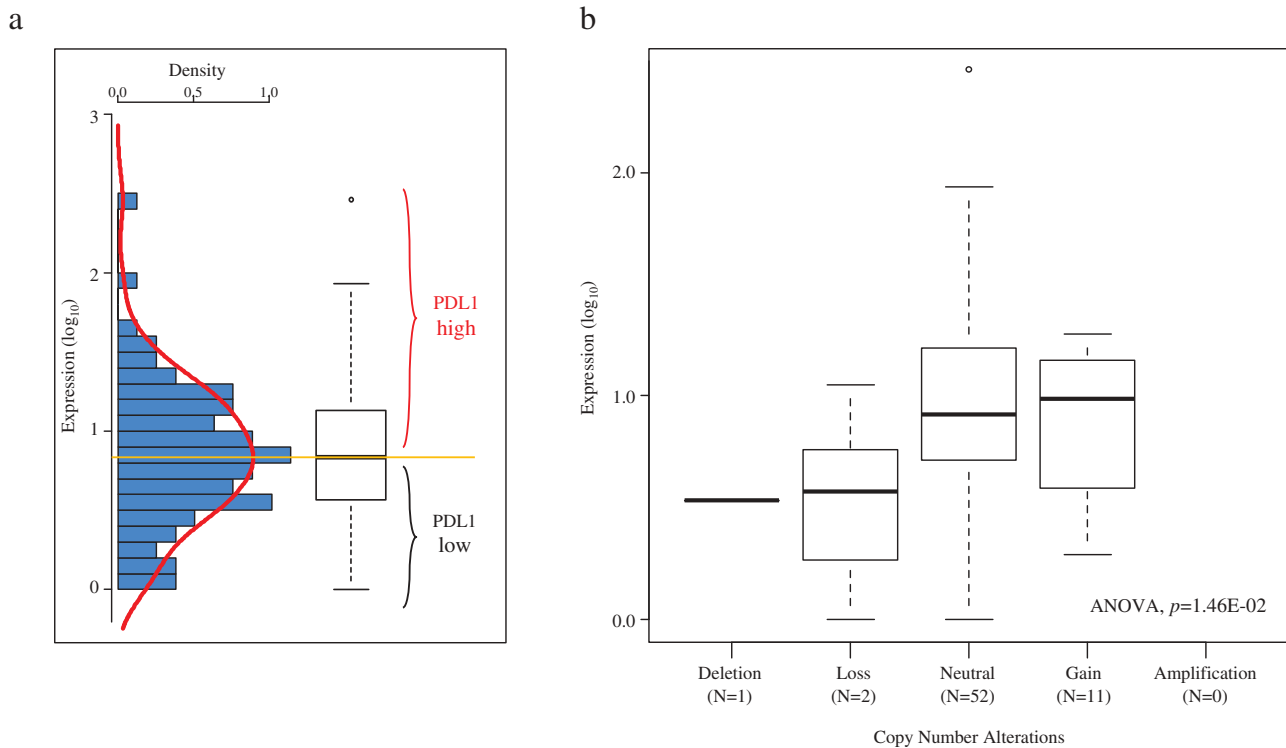 a
Density
0.0 0.5 1.0
3
2
1
0
Expression (log10)
PDL1
high
PDL1
low
b
2.0
1.0
0.0
Expression (log10)
ANOVA, p=1.46E-02
Deletion Loss Neutral Gain Amplification
(N=1) (N=2) (N=52) (N=11) (N=0)
Copy Number Alterations